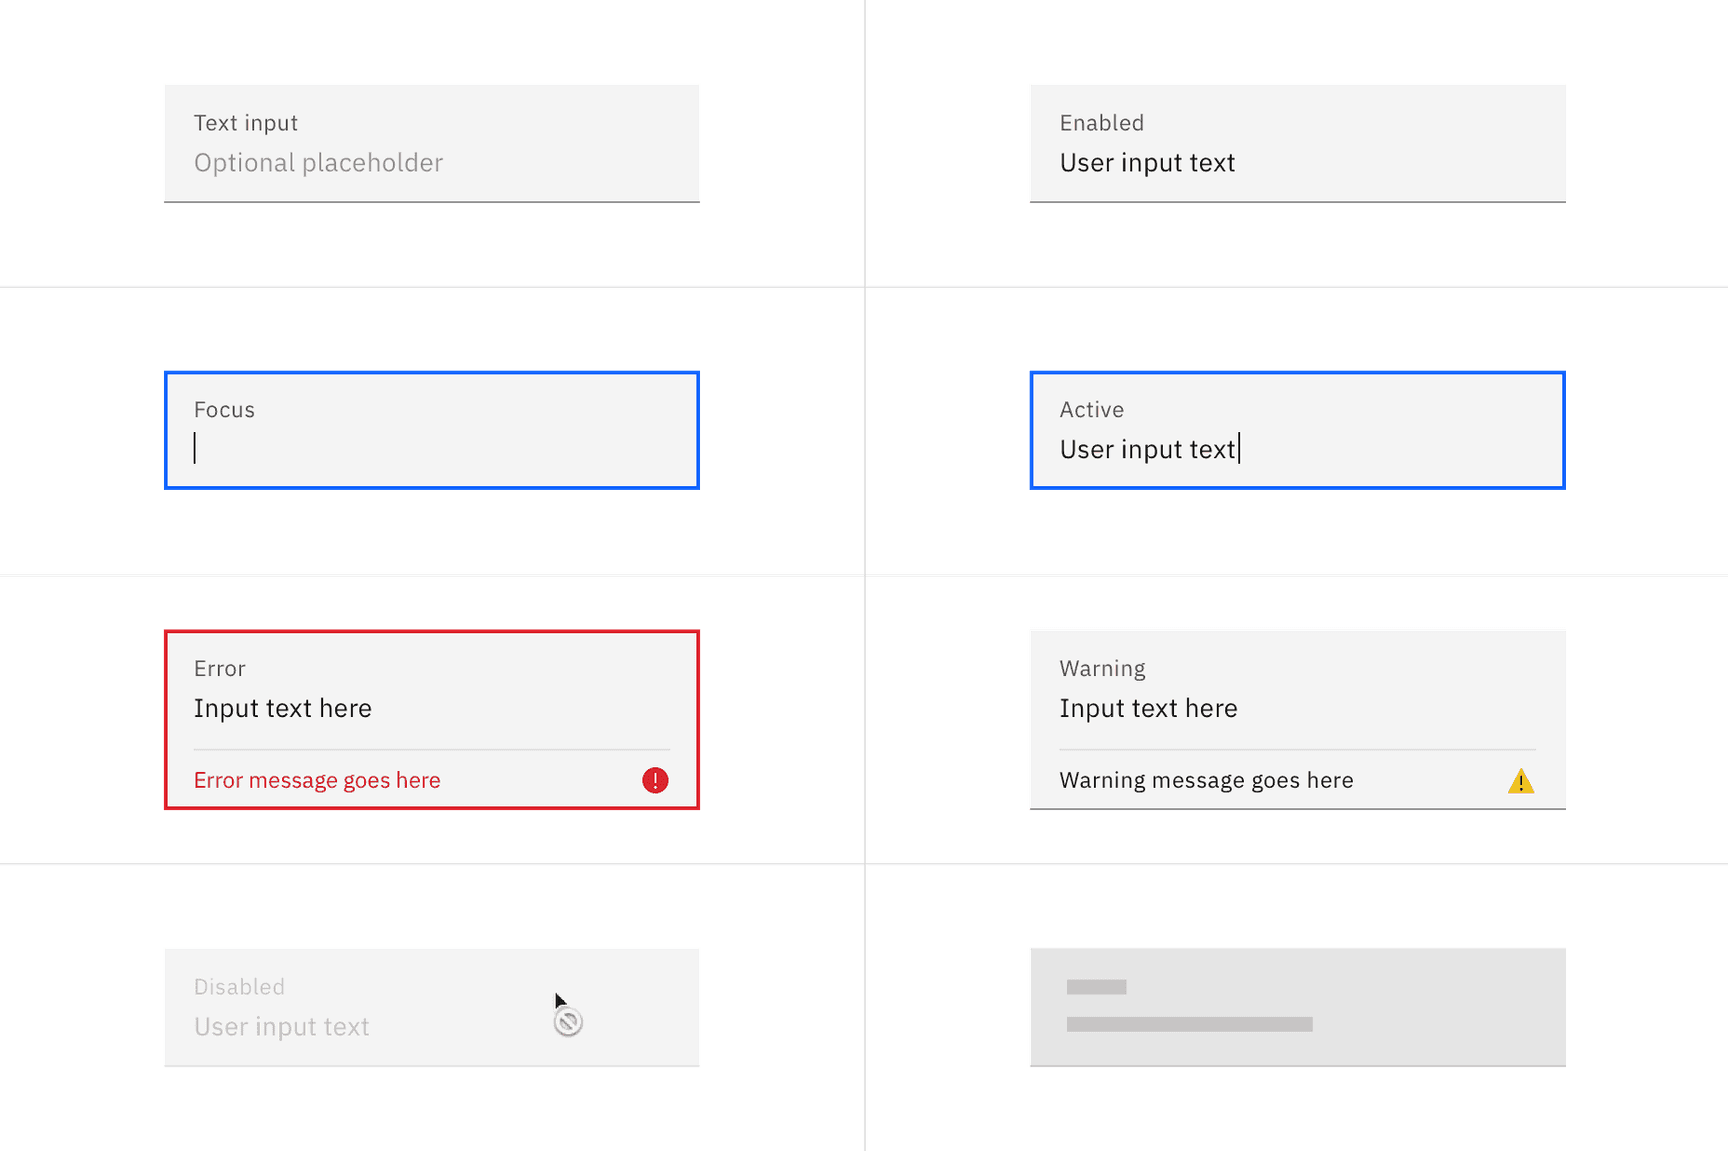 Text input
Optional placeholder
Enabled
User input text
Focus
Active
User input text
Error
Input text here
Error message goes here
Warning
Input text here
Warning message goes here
Disabled
User input text